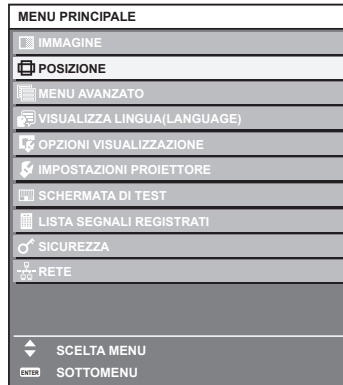 MENU PRINCIPALE
IMMAGINE
POSIZIONE
MENU AVANZATO
VISUALIZZA LINGUA(LANGUAGE)
OPZIONI VISUALIZZAZIONE
IMPOSTAZIONI PROIETTORE
SCHERMATA DI TEST
LISTA SEGNALI REGISTRATI
SICUREZZA
RETE
SCELTA MENU
ENTER SOTTOMENU